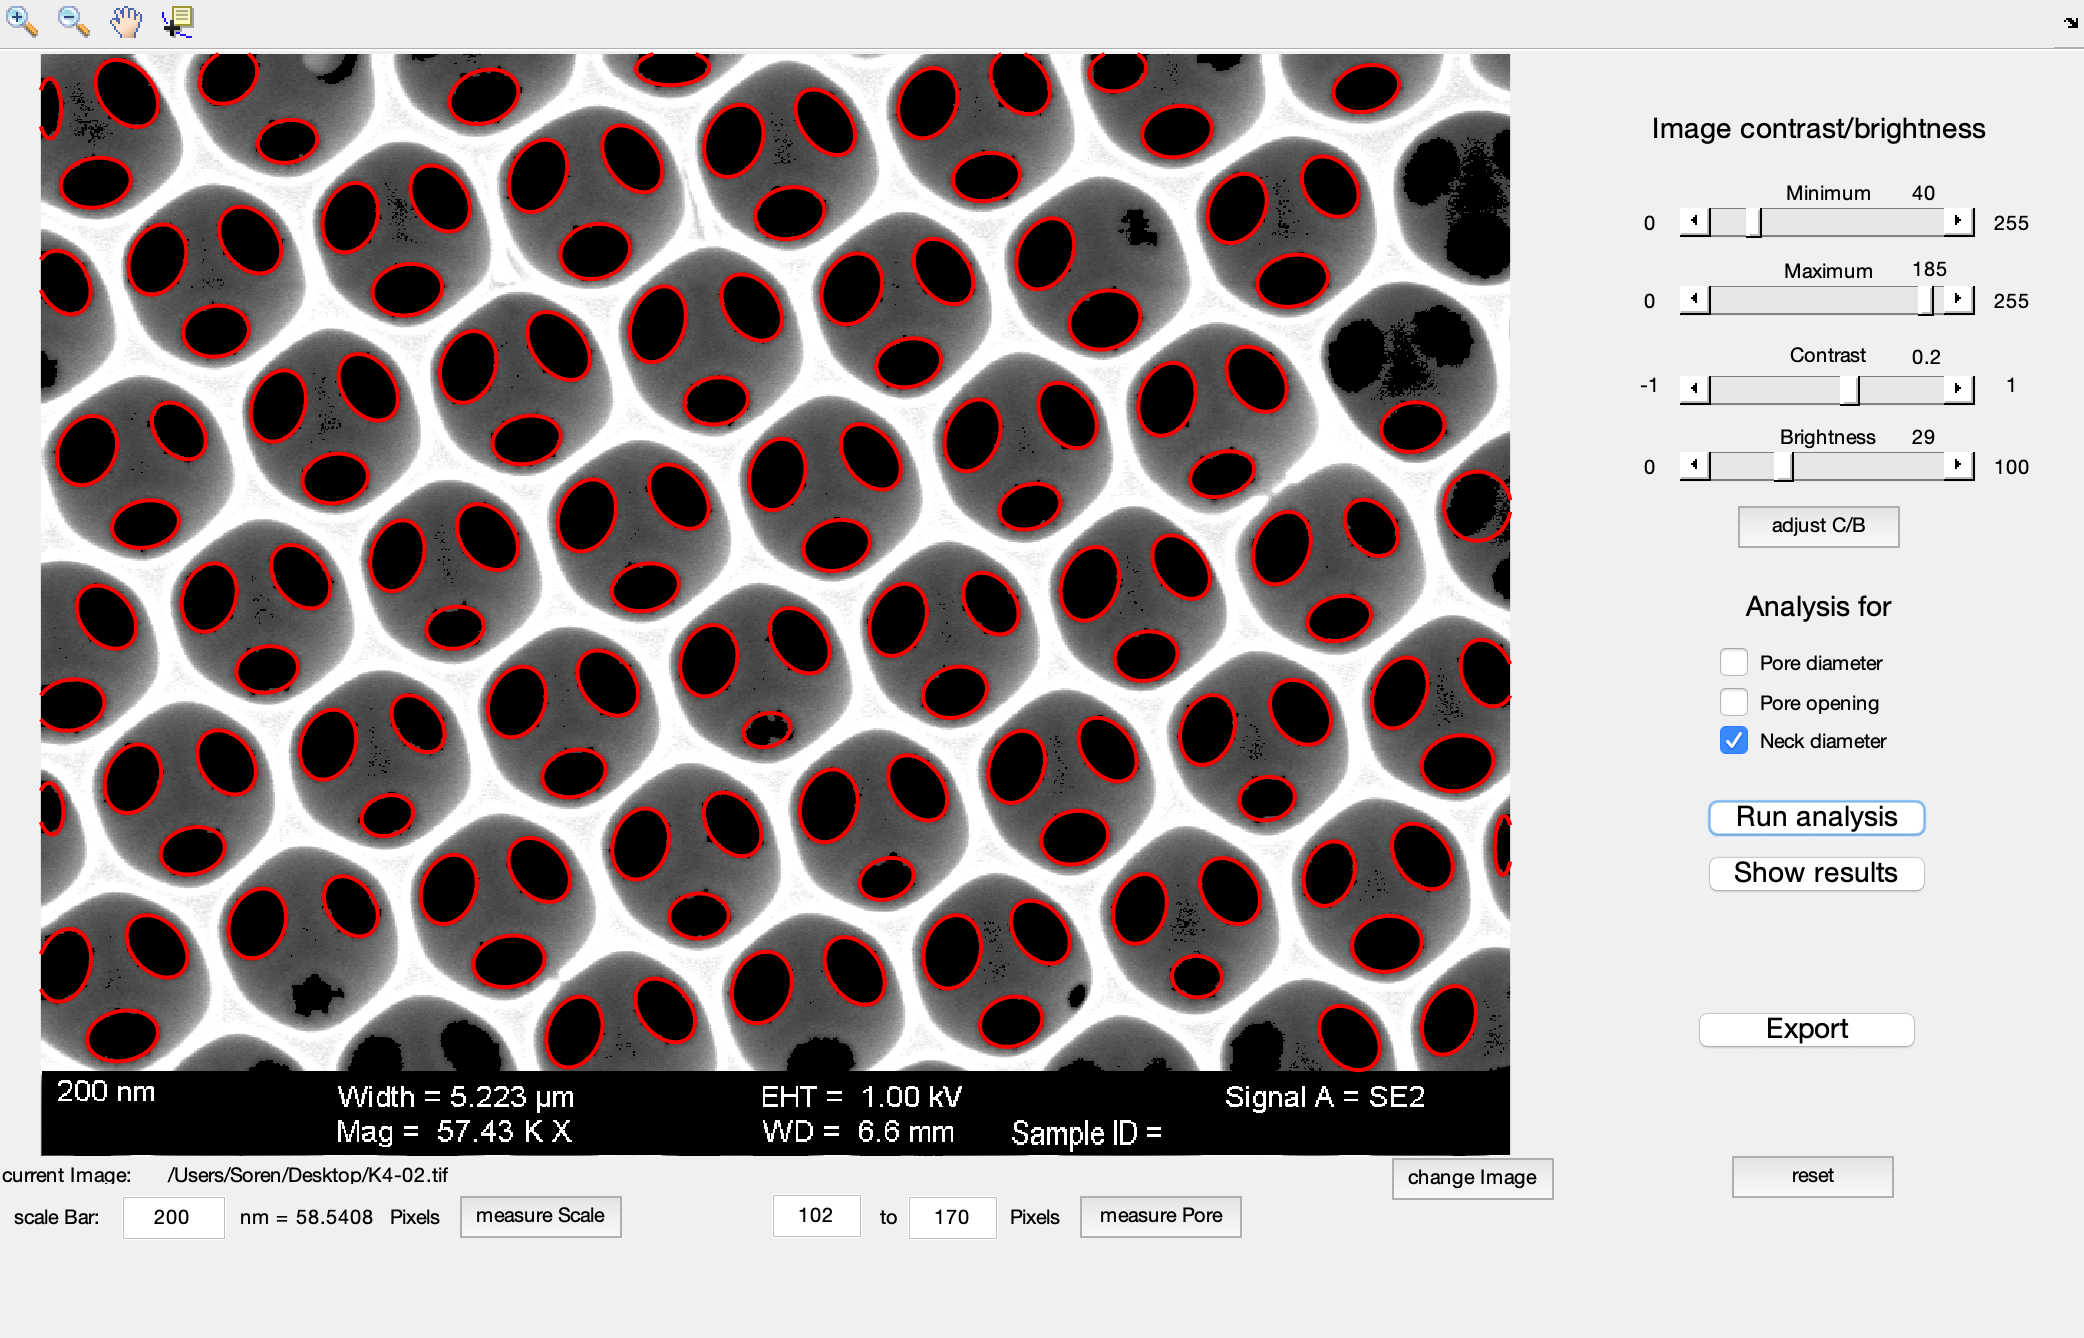 Image contrast/brightness
Minimum 40
0 255
Maximum 185
0 255
Contrast 0.2
-1 1
Brightness 29
0 100
adjust C/B
Analysis for
Pore diameter
Pore opening
Neck diameter
Run analysis
Show results
Export
200 nm Width = 5.223 µm EHT = 1.00 kV Signal A = SE2
Mag = 57.43 K X WD = 6.6 mm Sample ID =
current Image: /Users/Soren/Desktop/K4-02.tif change Image reset
scale Bar: 200 nm = 58.5408 Pixels measure Scale 102 to 170 Pixels measure Pore